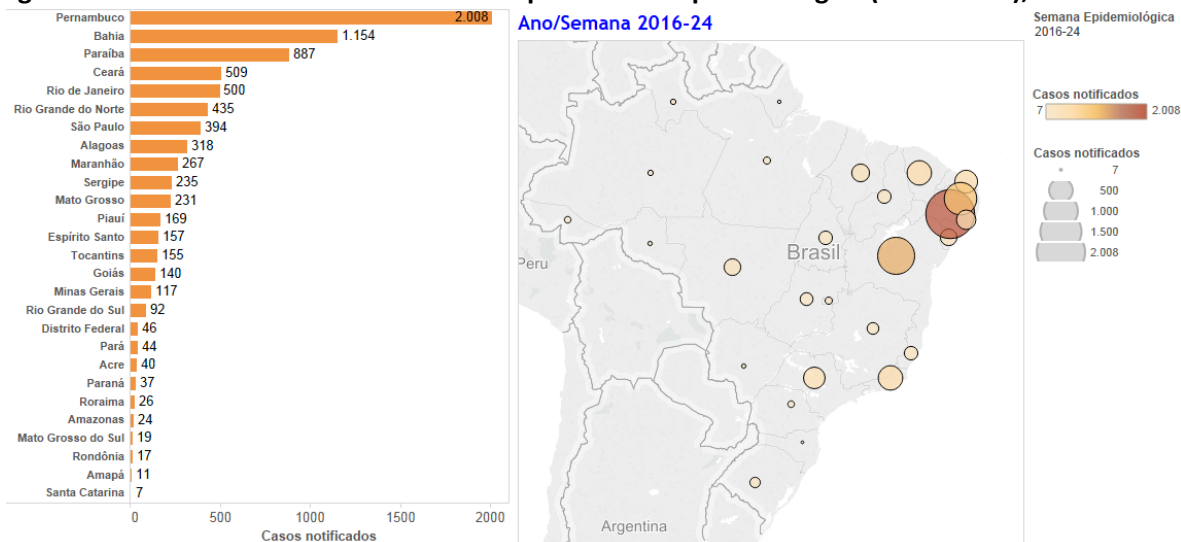 Pernambuco 2.008
Bahia 1.154
Paraíba 887
Ceará 509
Rio de Janeiro 500
Rio Grande do Norte 435
São Paulo 394
Alagoas 318
Maranhão 267
Sergipe 235
Mato Grosso 231
Piauí 169
Espírito Santo 157
Tocantins 155
Goiás 140
Minas Gerais 117
Rio Grande do Sul 92
Distrito Federal 46
Pará 44
Acre 40
Paraná 37
Roraima 26
Amazonas 24
Mato Grosso do Sul 19
Rondônia 17
Amapá 11
Santa Catarina 7
0 500 1000 1500 2000
Casos notificados
Ano/Semana 2016-24
Brasil
Peru
Argentina
Semana Epidemiológica
2016-24
Casos notificados
7 2.008
Casos notificados
7
500
1.000
1.500
2.008